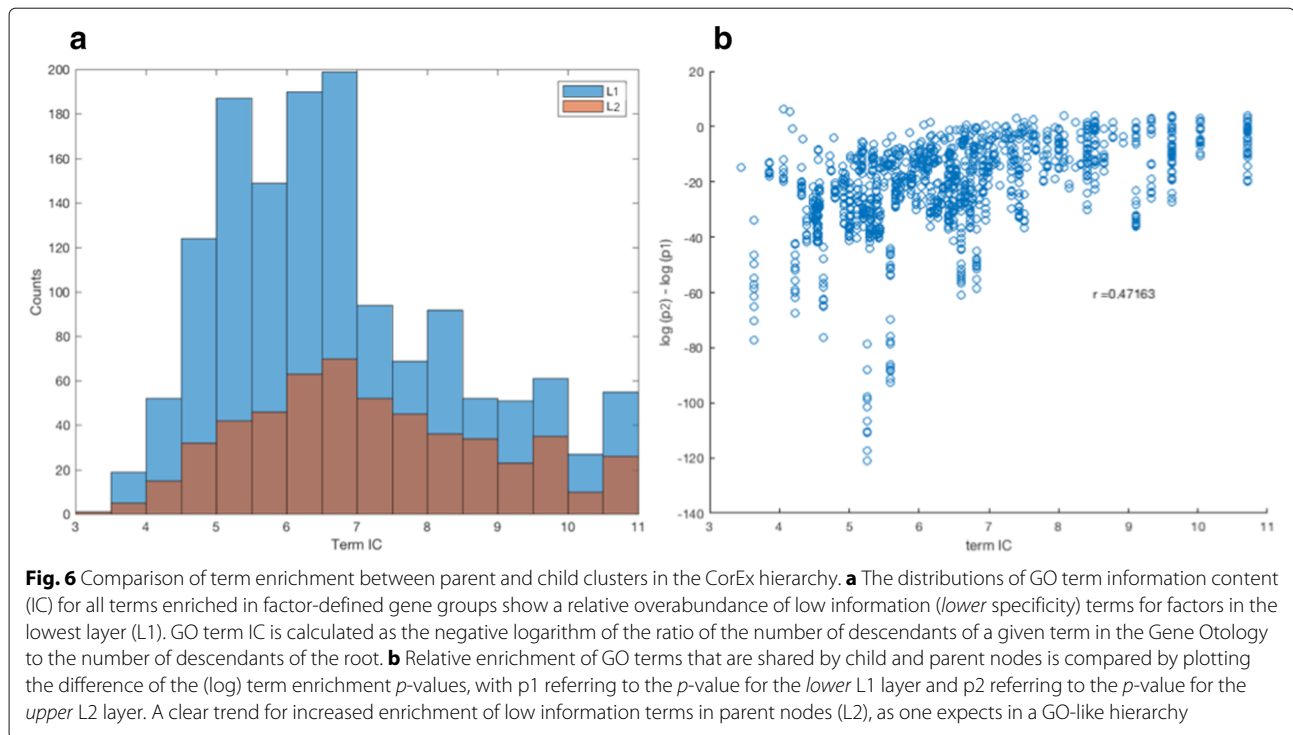 a
b
200
180
160
140
120
100
80
60
40
20
0
Counts
3 4 5 6 7 8 9 10 11
Term IC
L1
L2
20
0
-20
-40
-60
-80
-100
-120
-140
log (p2) - log (p1)
r =0.47163
3 4 5 6 7 8 9 10 11
term IC
Fig. 6 Comparison of term enrichment between parent and child clusters in the CorEx hierarchy. a The distributions of GO term information content
(IC) for all terms enriched in factor-defined gene groups show a relative overabundance of low information (lower specificity) terms for factors in the
lowest layer (L1). GO term IC is calculated as the negative logarithm of the ratio of the number of descendants of a given term in the Gene Otology
to the number of descendants of the root. b Relative enrichment of GO terms that are shared by child and parent nodes is compared by plotting
the difference of the (log) term enrichment p-values, with p1 referring to the p-value for the lower L1 layer and p2 referring to the p-value for the
upper L2 layer. A clear trend for increased enrichment of low information terms in parent nodes (L2), as one expects in a GO-like hierarchy